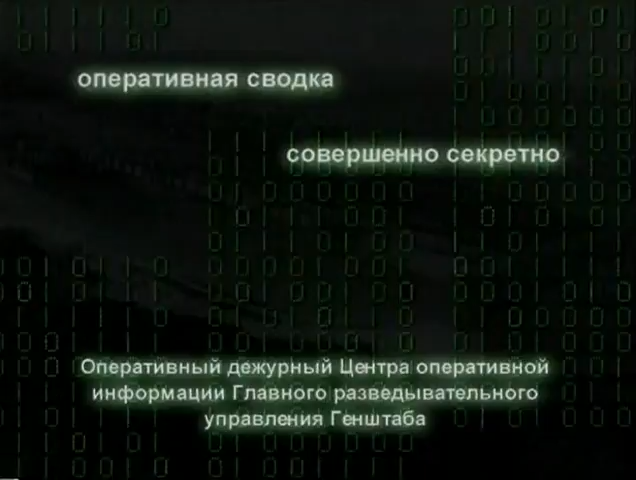 оперативная сводка
совершенно секретно
Оперативный дежурный Центра оперативной
информации Главного разведывательного
управления Генштаба